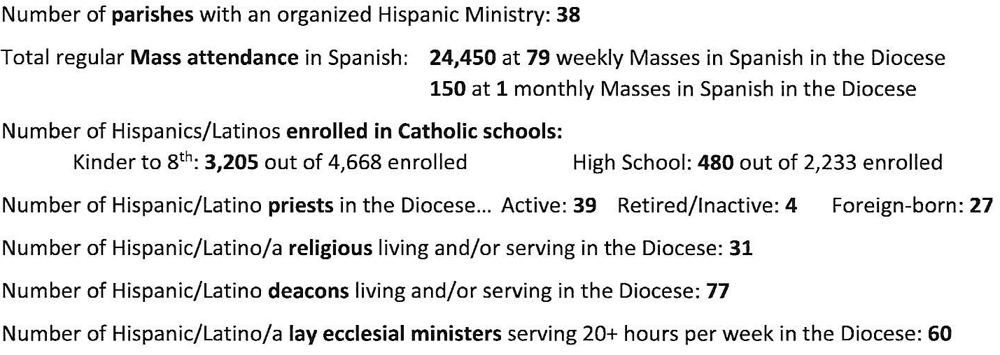 Number of parishes with an organized Hispanic Ministry: 38
Total regular Mass attendance in Spanish: 24,450 at 79 weekly Masses in Spanish in the Diocese
150 at 1 monthly Masses in Spanish in the Diocese
Number of Hispanics/Latinos enrolled in Catholic schools:
Kinder to 8th: 3,205 out of 4,668 enrolled High School: 480 out of 2,233 enrolled
Number of Hispanic/Latino priests in the Diocese... Active: 39 Retired/Inactive: 4 Foreign-born: 27
Number of Hispanic/Latino/a religious living and/or serving in the Diocese: 31
Number of Hispanic/Latino deacons living and/or serving in the Diocese: 77
Number of Hispanic/Latino/a lay ecclesial ministers serving 20+ hours per week in the Diocese: 60